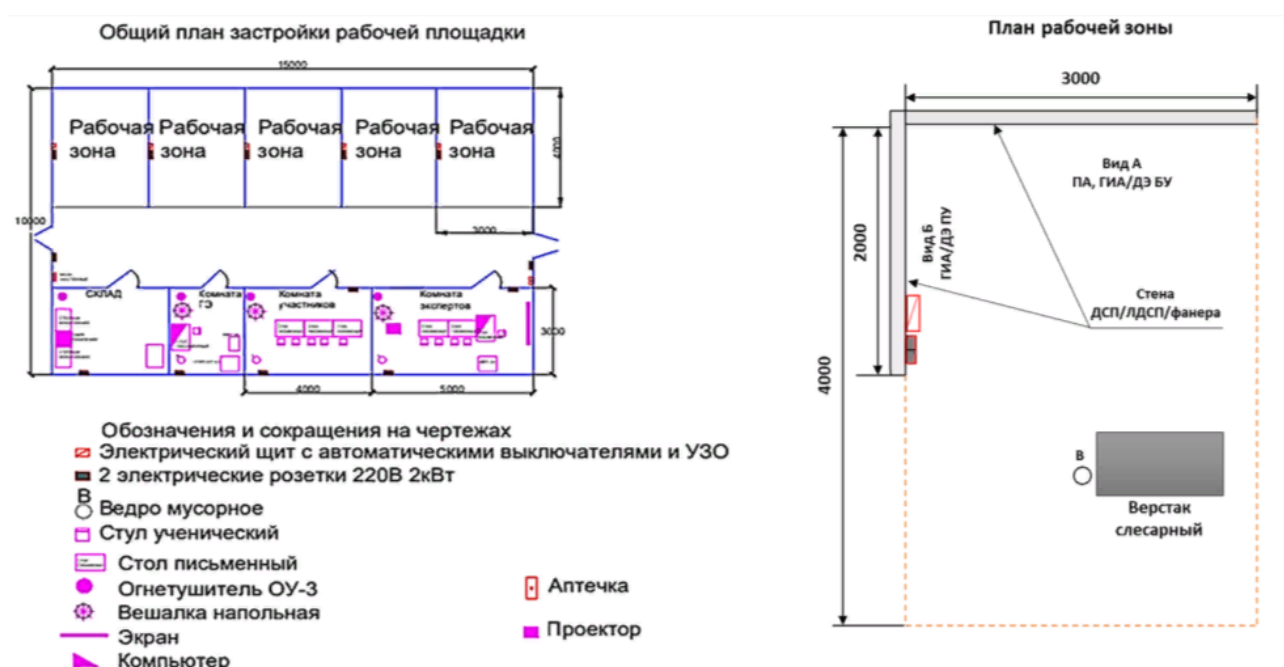 Общий план застройки рабочей площадки
15000
Рабочая Рабочая Рабочая Рабочая Рабочая
зона зона зона зона зона
4000
10000
3000
СКЛАД
Комната
ГЭ
Комната
участников
Комната
экспертов
3000
4000
5000
Обозначения и сокращения на чертежах
Электрический щит с автоматическими выключателями и УЗО
2 электрические розетки 220В 2кВт
В
Ведро мусорное
Стул ученический
Стол письменный
Огнетушитель ОУ-3
Вешалка напольная
Экран
Компьютер
Аптечка
Проектор
План рабочей зоны
3000
Вид А
ПА, ГИА/ДЭ БУ
Вид Б
ГИА/ДЭ ПУ
2000
Стена
ДСП/ЛДСП/фанера
4000
В
Верстак
слесарный